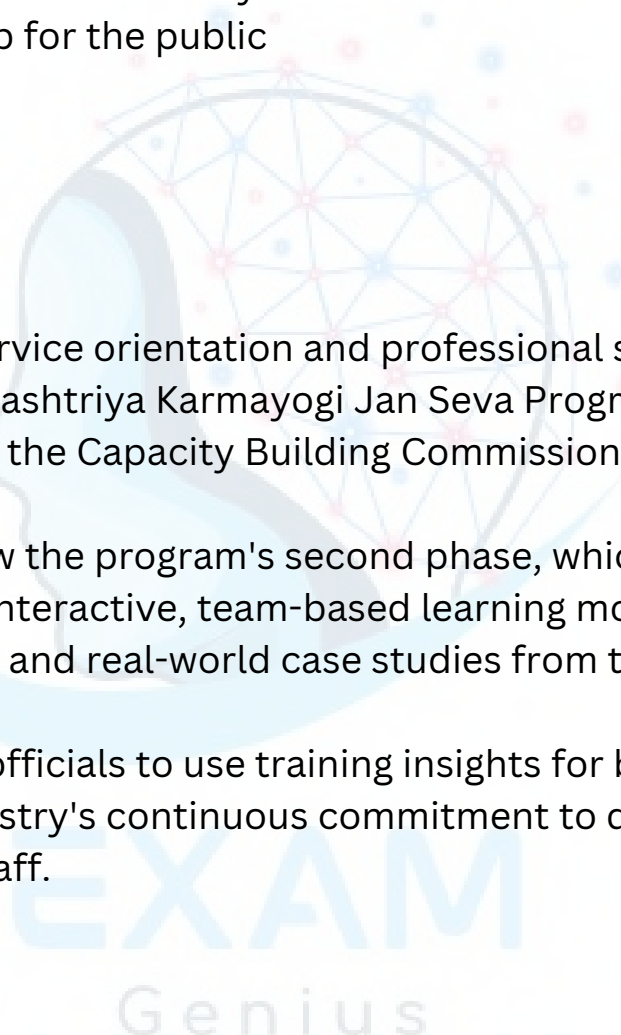 p for the public
rvice orientation and professional s
ashtriya Karmayogi Jan Seva Progr
the Capacity Building Commission
w the program's second phase, whic
nteractive, team-based learning mo
and real-world case studies from t
officials to use training insights for b
stry's continuous commitment to d
aff.
EXAM
Genius